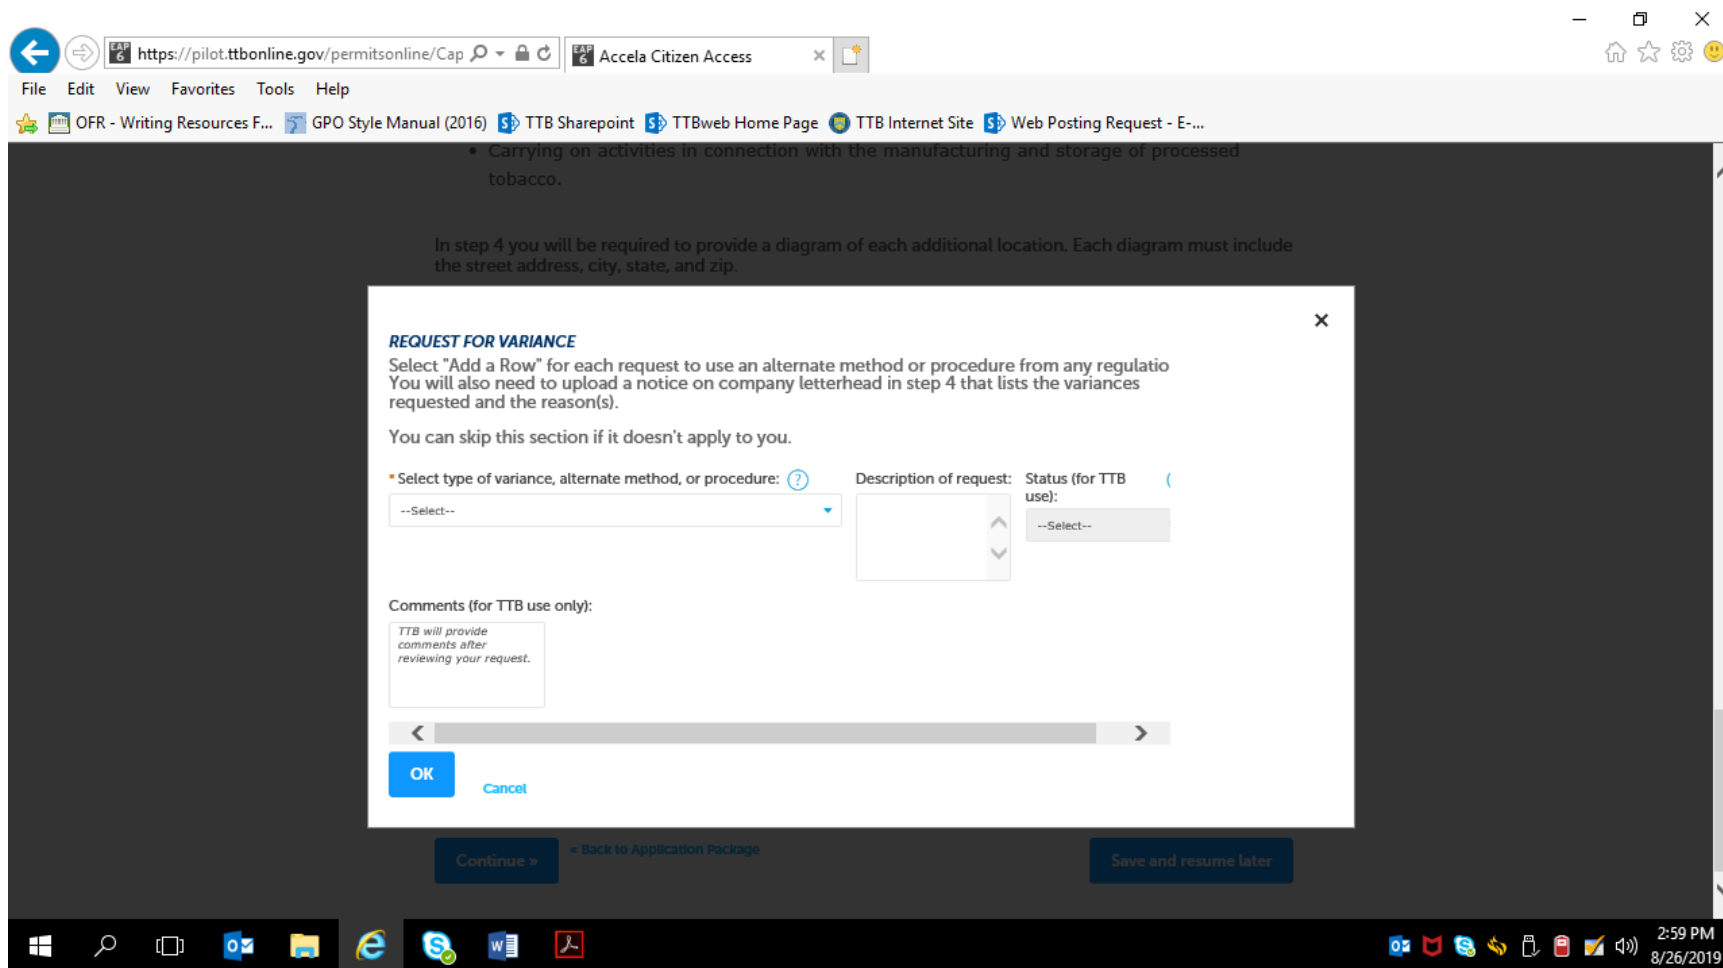 https://pilot.ttbonline.gov/permitsonline/Cap
Accela Citizen Access
File Edit View Favorites Tools Help
OFR - Writing Resources F... GPO Style Manual (2016) TTB Sharepoint TTBweb Home Page TTB Internet Site Web Posting Request - E-...
• Carrying on activities in connection with the manufacturing and storage of processed
tobacco.
In step 4 you will be required to provide a diagram of each additional location. Each diagram must include
the street address, city, state, and zip.
REQUEST FOR VARIANCE
Select "Add a Row" for each request to use an alternate method or procedure from any regulatio
You will also need to upload a notice on company letterhead in step 4 that lists the variances
requested and the reason(s).
You can skip this section if it doesn't apply to you.
* Select type of variance, alternate method, or procedure: ?
--Select--
Description of request:
Status (for TTB
use):
--Select--
Comments (for TTB use only):
TTB will provide
comments after
reviewing your request.
OK
Cancel
Continue »
« Back to Application Package
Save and resume later
2:59 PM
8/26/2019